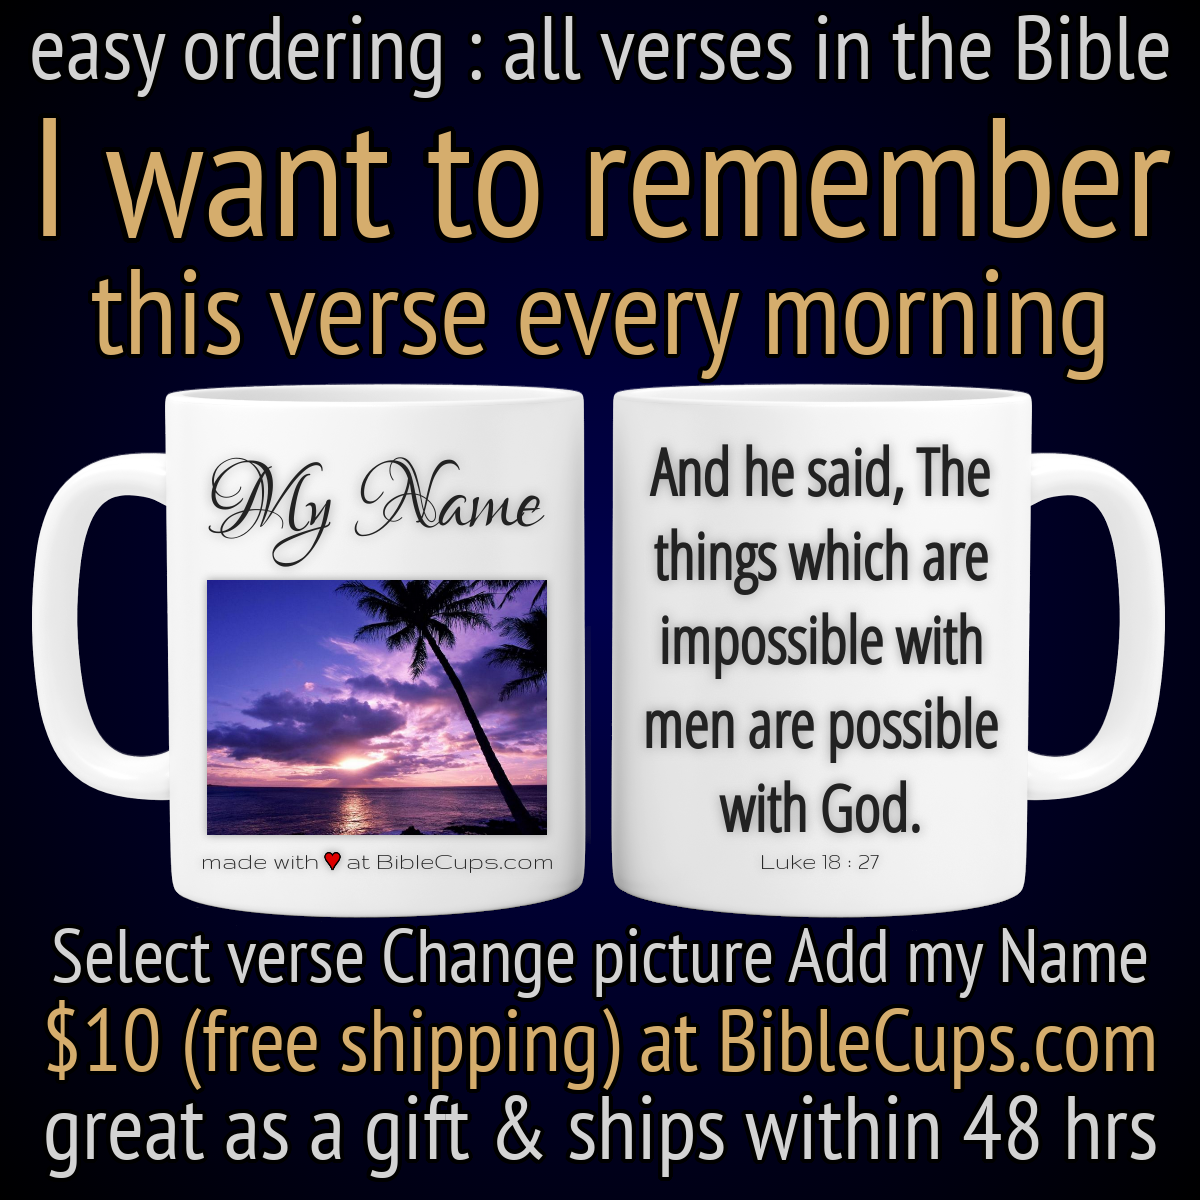 easy ordering : all verses in the Bible
I want to remember
this verse every morning
My Name
made with ♥ at BibleCups.com
And he said, The
things which are
impossible with
men are possible
with God.
Luke 18 : 27
Select verse Change picture Add my Name
$10 (free shipping) at BibleCups.com
great as a gift & ships within 48 hrs